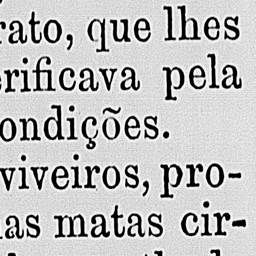 rato, que lhes
rificava pela
ondições.
viveiros, pro-
as matas cir-